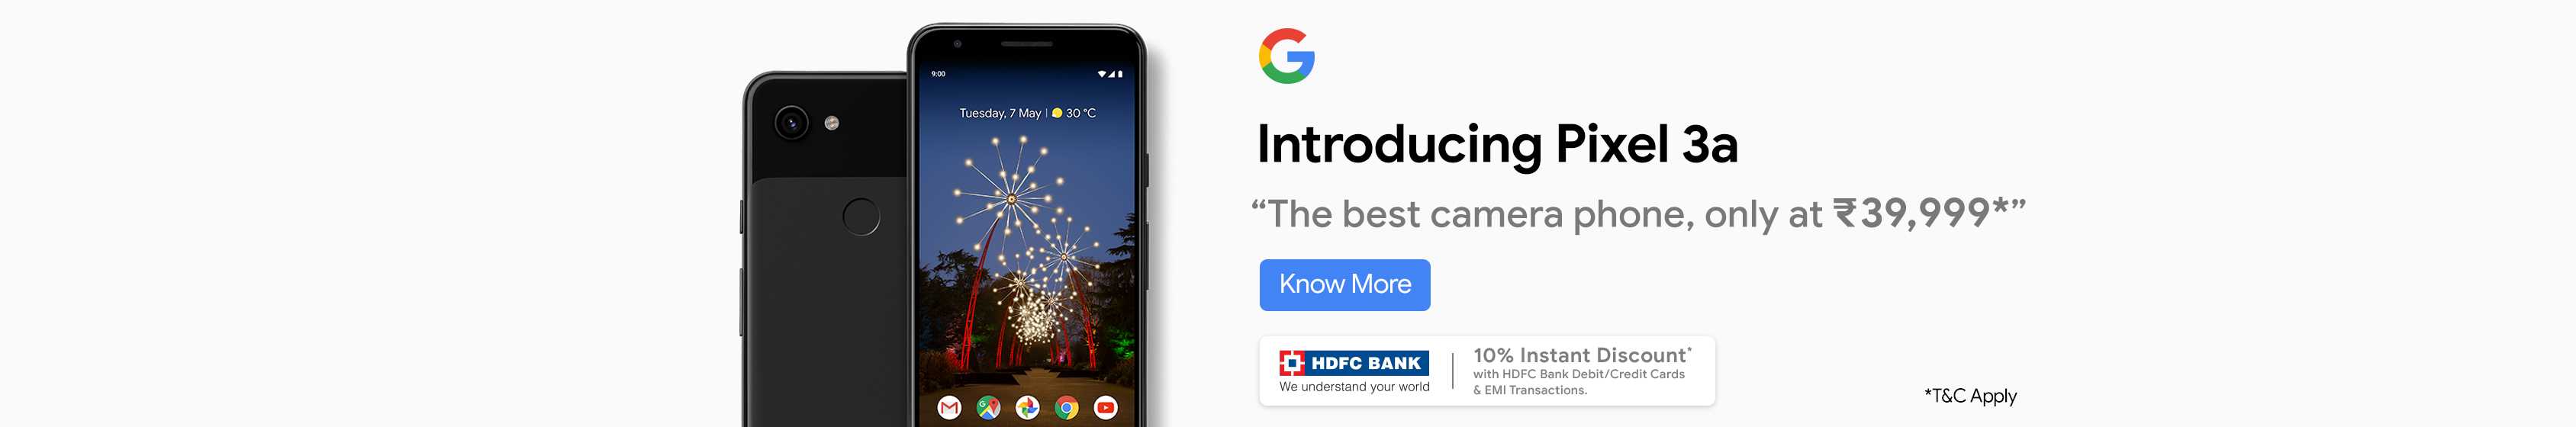 9:00
Tuesday, 7 May | 30 °C
G
Introducing Pixel 3a
“The best camera phone, only at ₹39,999*”
Know More
HDFC BANK
We understand your world
10% Instant Discount*
with HDFC Bank Debit/Credit Cards
& EMI Transactions.
*T&C Apply